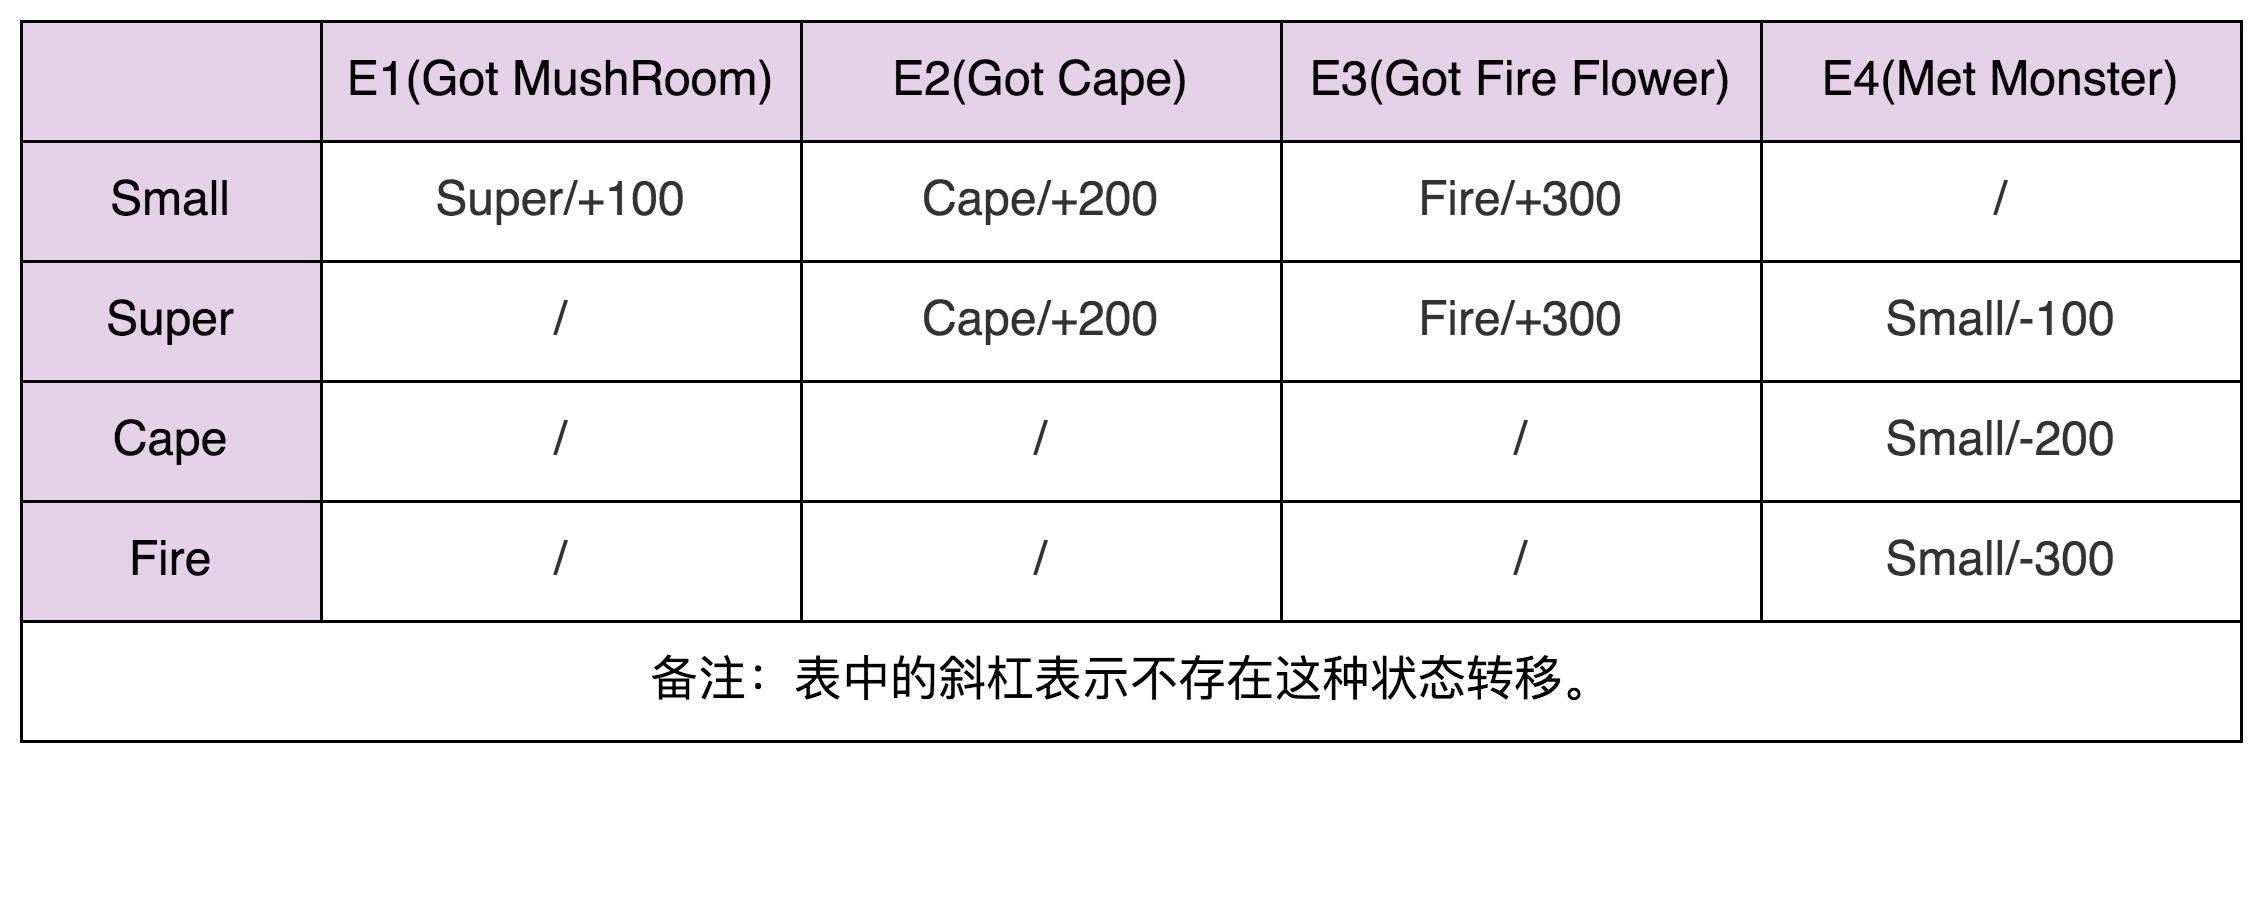 E1(Got MushRoom) E2(Got Cape) E3(Got Fire Flower) E4(Met Monster)
Small Super/+100 Cape/+200 Fire/+300 /
Super / Cape/+200 Fire/+300 Small/-100
Cape / / / Small/-200
Fire / / / Small/-300
备注：表中的斜杠表示不存在这种状态转移。